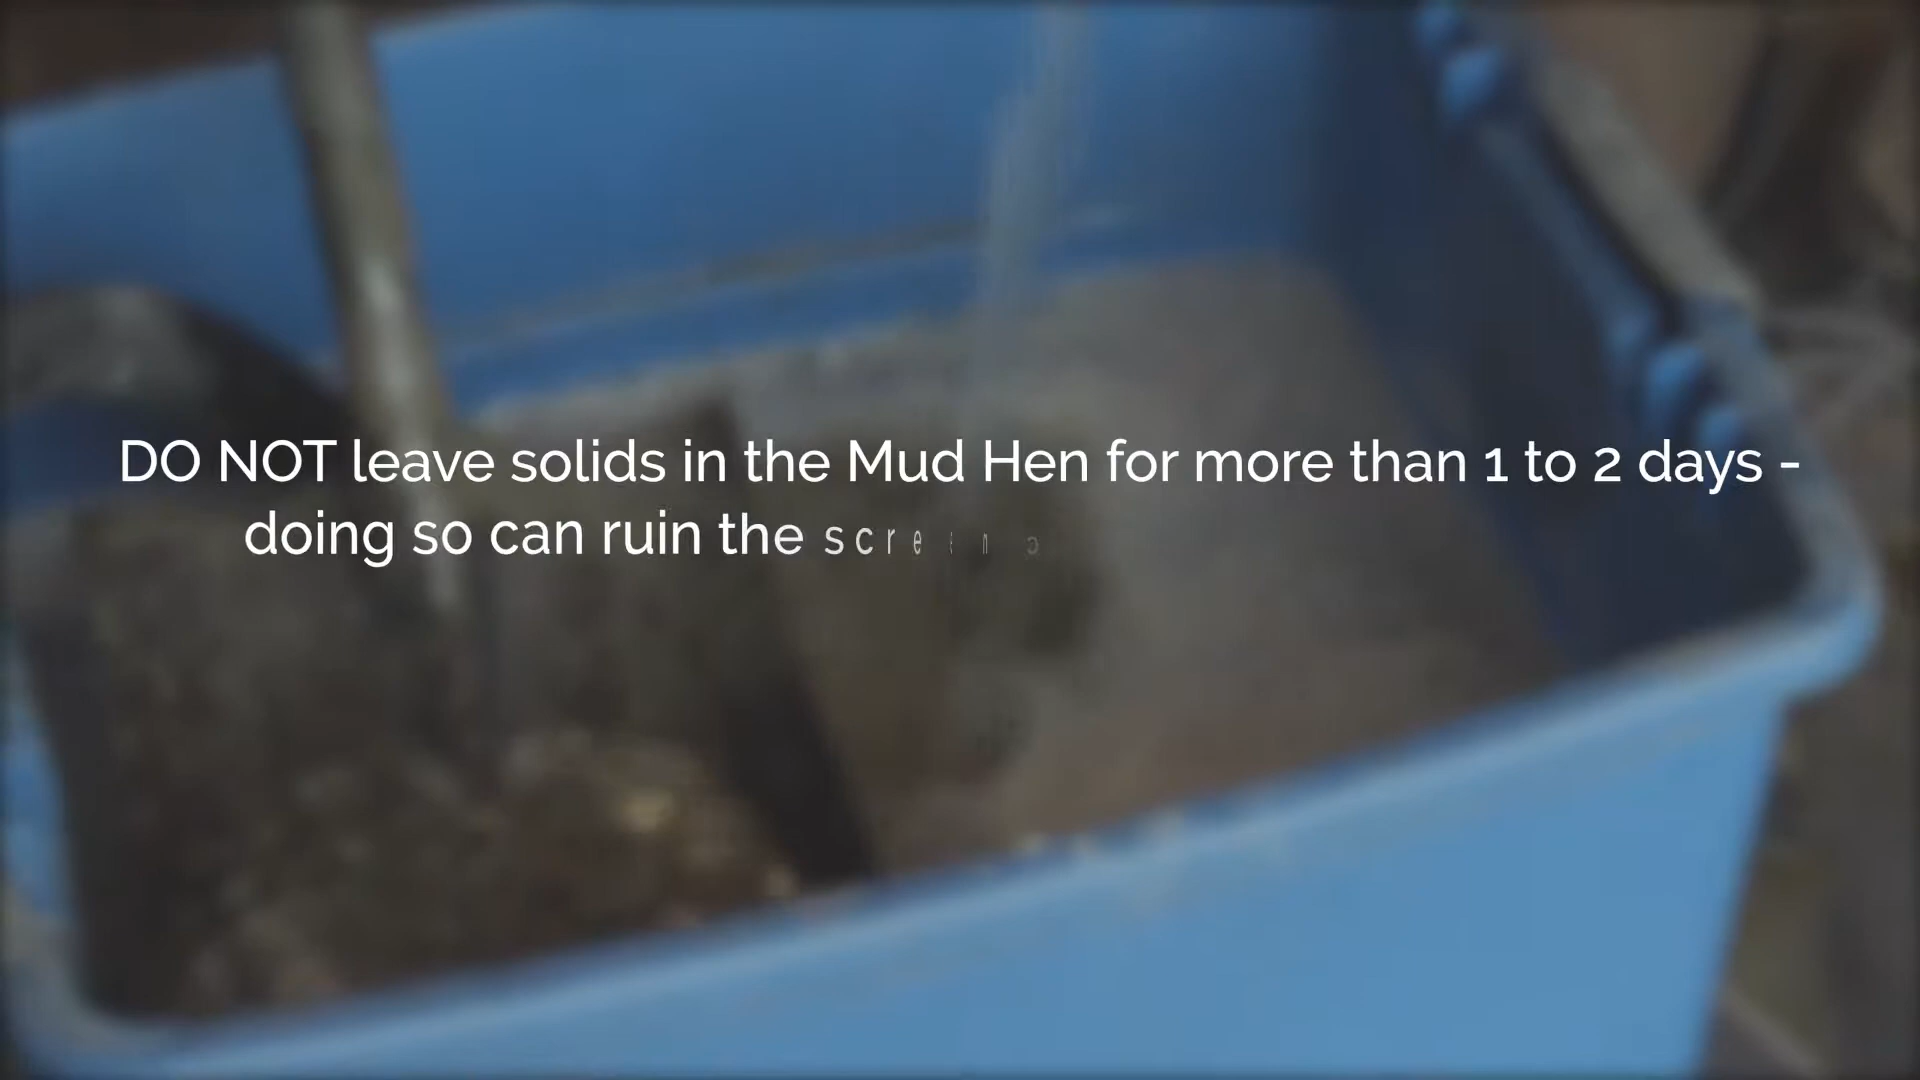 DO NOT leave solids in the Mud Hen for more than 1 to 2 days -
doing so can ruin the screen